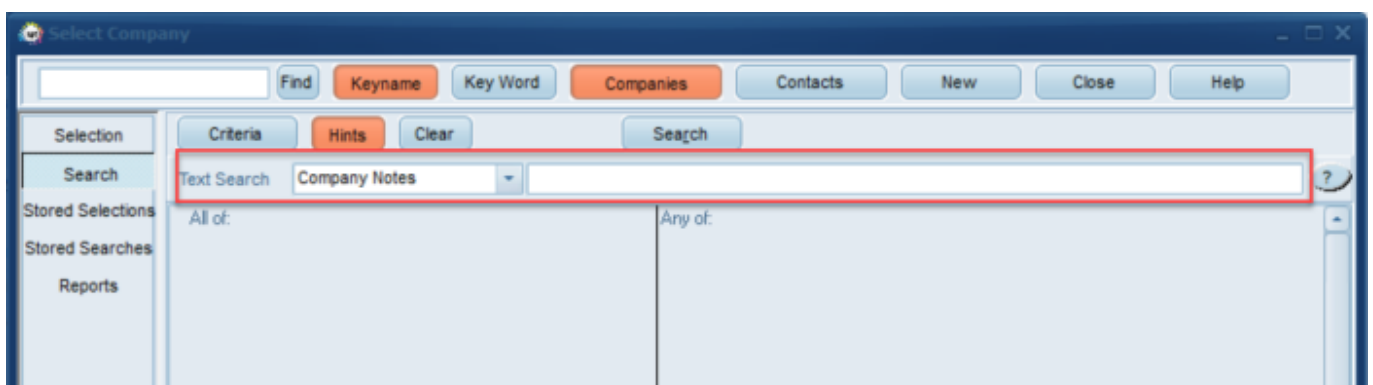 Select Company
Find Keyname Key Word Companies Contacts New Close Help
Selection Criteria Hints Clear Search
Search Text Search Company Notes ?
Stored Selections All of: Any of:
Stored Searches
Reports